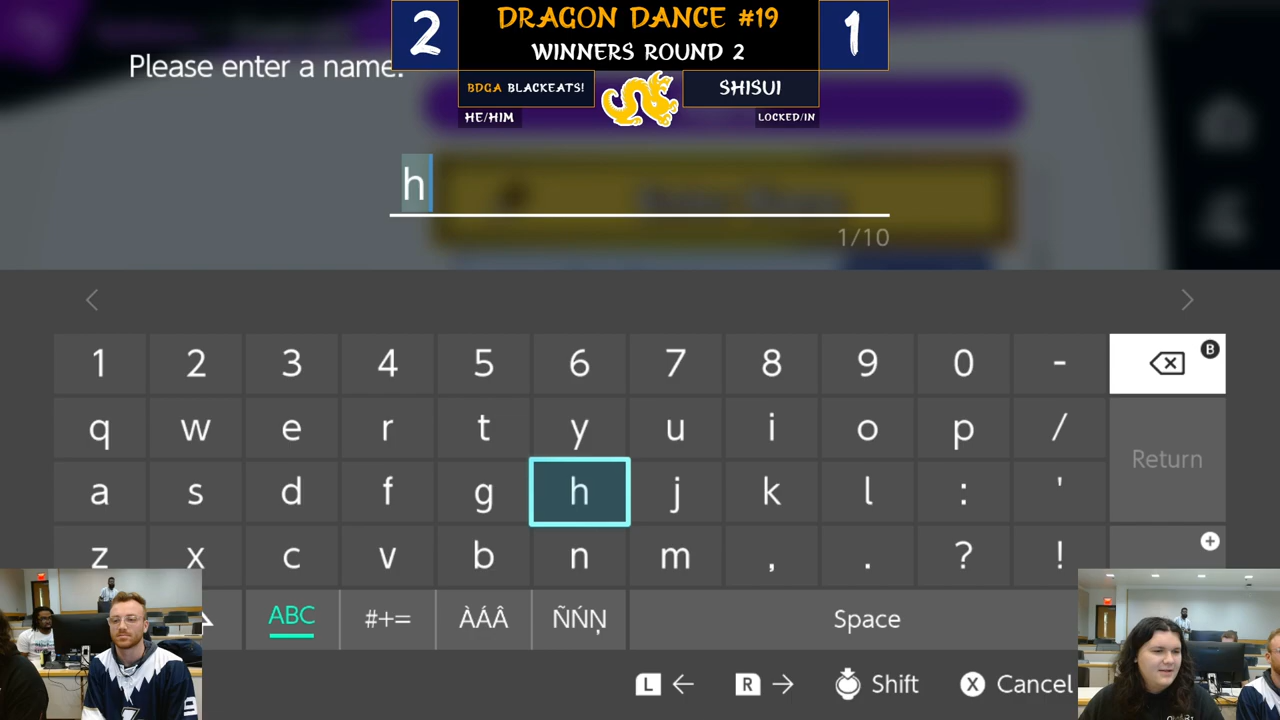 2
DRAGON DANCE #19
1
WINNERS ROUND 2
Please enter a name.
BDGA BLACKEATS!
SHISUI
HE/HIM
LOCKED/IN
h
1/10
1 2 3 4 5 6 7 8 9 0 -
B
q w e r t y u i o p /
Return
a s d f g h j k l : '
z x c v b n m , . ? !
+
ABC #+= ÀÁÂ ÑŃŅ Space
L ← R → Shift X Cancel